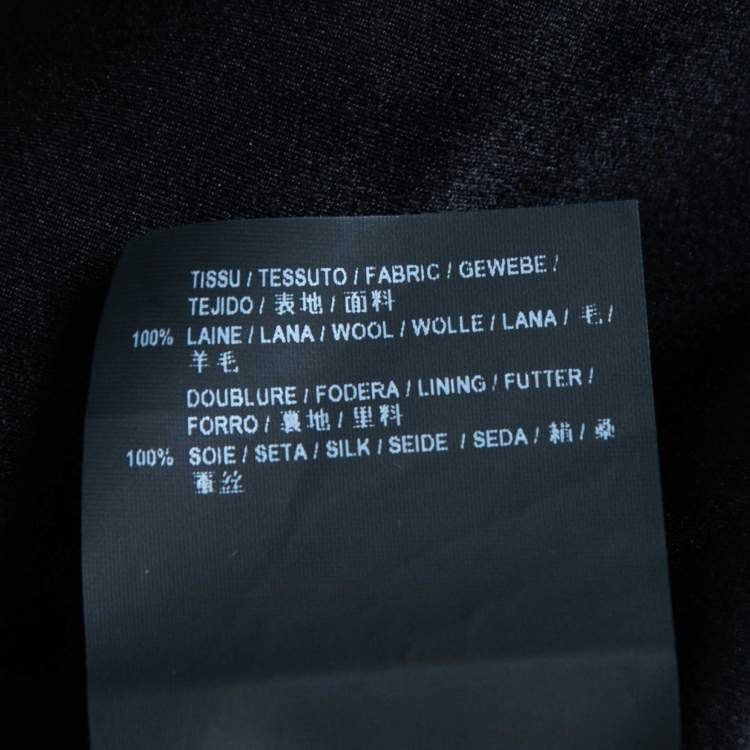 TISSU / TESSUTO / FABRIC / GEWEBE /
TEJIDO / 表地 / 面料
100% LAINE / LANA / WOOL / WOLLE / LANA / 毛 /
羊毛
DOUBLURE / FODERA / LINING / FUTTER /
FORRO / 裏地 / 里料
100% SOIE / SETA / SILK / SEIDE / SEDA / 絹 / 桑
蚕丝